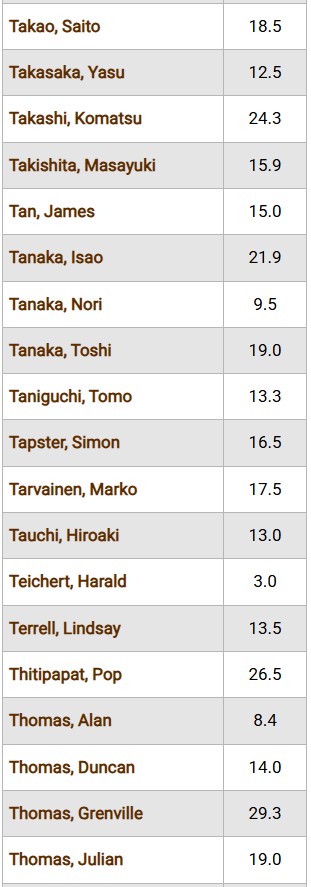 Takao, Saito 18.5
Takasaka, Yasu 12.5
Takashi, Komatsu 24.3
Takishita, Masayuki 15.9
Tan, James 15.0
Tanaka, Isao 21.9
Tanaka, Nori 9.5
Tanaka, Toshi 19.0
Taniguchi, Tomo 13.3
Tapster, Simon 16.5
Tarvainen, Marko 17.5
Tauchi, Hiroaki 13.0
Teichert, Harald 3.0
Terrell, Lindsay 13.5
Thitipapat, Pop 26.5
Thomas, Alan 8.4
Thomas, Duncan 14.0
Thomas, Grenville 29.3
Thomas, Julian 19.0